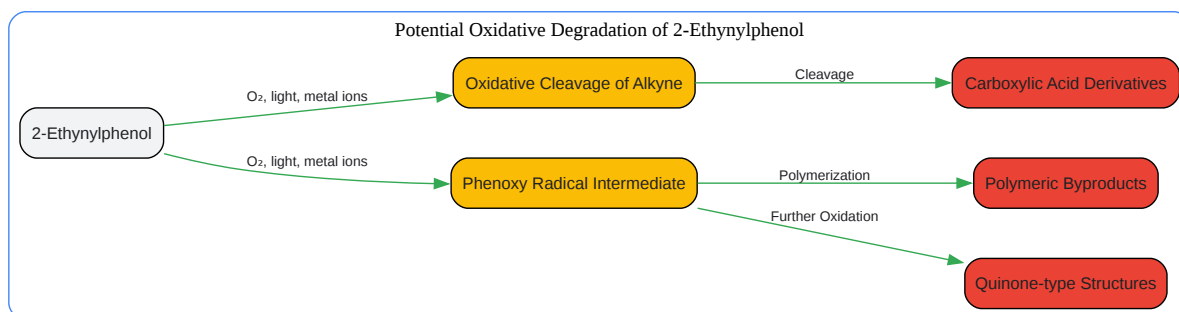 Potential Oxidative Degradation of 2-Ethynylphenol
2-Ethynylphenol
O₂, light, metal ions
Oxidative Cleavage of Alkyne
Cleavage
Carboxylic Acid Derivatives
O₂, light, metal ions
Phenoxy Radical Intermediate
Polymerization
Polymeric Byproducts
Further Oxidation
Quinone-type Structures